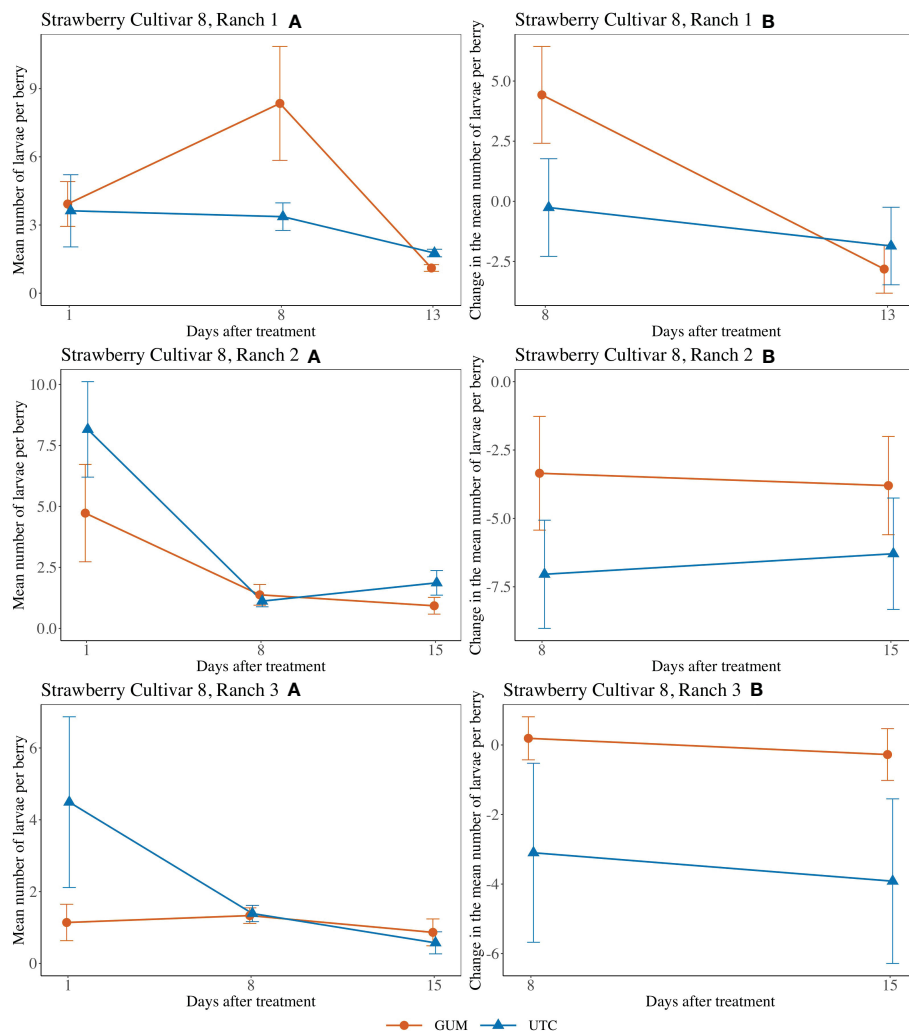 Strawberry Cultivar 8, Ranch 1 A
Mean number of larvae per berry
9
6
3
0
1 8 13
Days after treatment
Strawberry Cultivar 8, Ranch 1 B
Change in the mean number of larvae per berry
5.0
2.5
0.0
-2.5
8 13
Days after treatment
Strawberry Cultivar 8, Ranch 2 A
Mean number of larvae per berry
10.0
7.5
5.0
2.5
0.0
1 8 15
Days after treatment
Strawberry Cultivar 8, Ranch 2 B
Change in the mean number of larvae per berry
0.0
-2.5
-5.0
-7.5
8 15
Days after treatment
Strawberry Cultivar 8, Ranch 3 A
Mean number of larvae per berry
6
4
2
0
1 8 15
Days after treatment
Strawberry Cultivar 8, Ranch 3 B
Change in the mean number of larvae per berry
0
-2
-4
-6
8 15
Days after treatment
GUM UTC